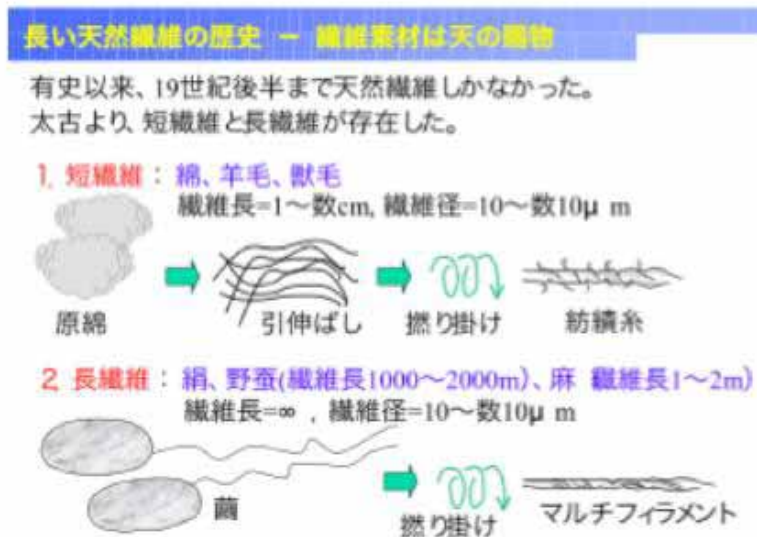 長い天然繊維の歴史 － 繊維素材は天の賜物
有史以来、19世紀後半まで天然繊維しかなかった。
太古より、短繊維と長繊維が存在した。
1. 短繊維： 綿、羊毛、獣毛
繊維長=1～数cm, 繊維径=10～数10μ m
原綿
引伸ばし
撚り掛け
紡績糸
2 長繊維： 絹、野蚕(繊維長1000～2000m)、麻 繊維長1～2m)
繊維長=∞ , 繊維径=10～数10μ m
繭
撚り掛け
マルチフィラメント